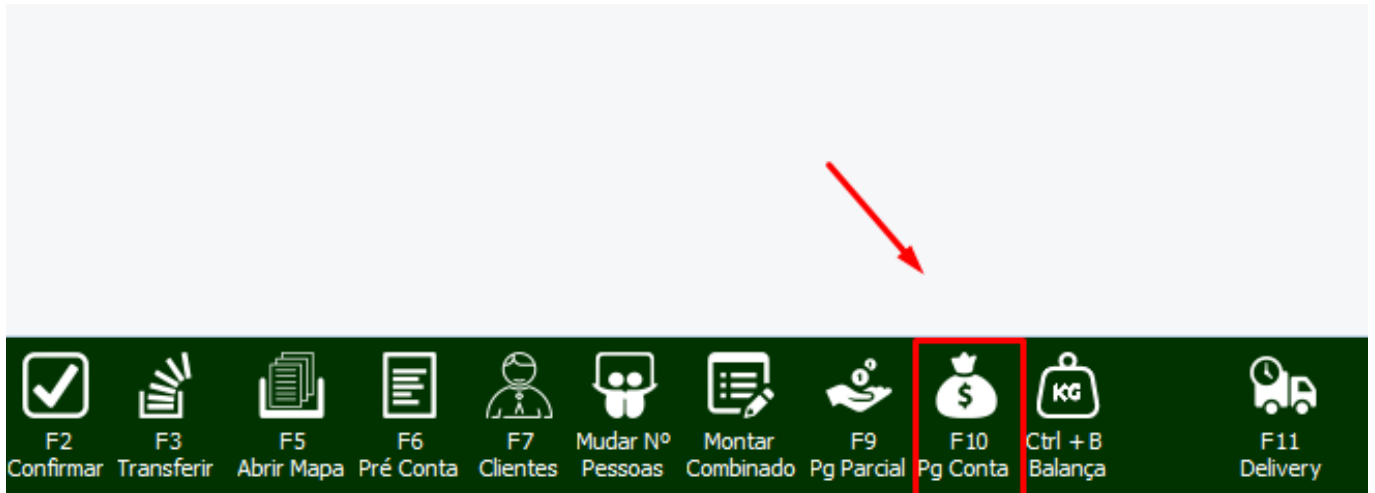 $ KG
F2 F3 F5 F6 F7 Mudar Nº Montar F9 F10 Ctrl + B F11
Confirmar Transferir Abrir Mapa Pré Conta Clientes Pessoas Combinado Pg Parcial Pg Conta Balança Delivery